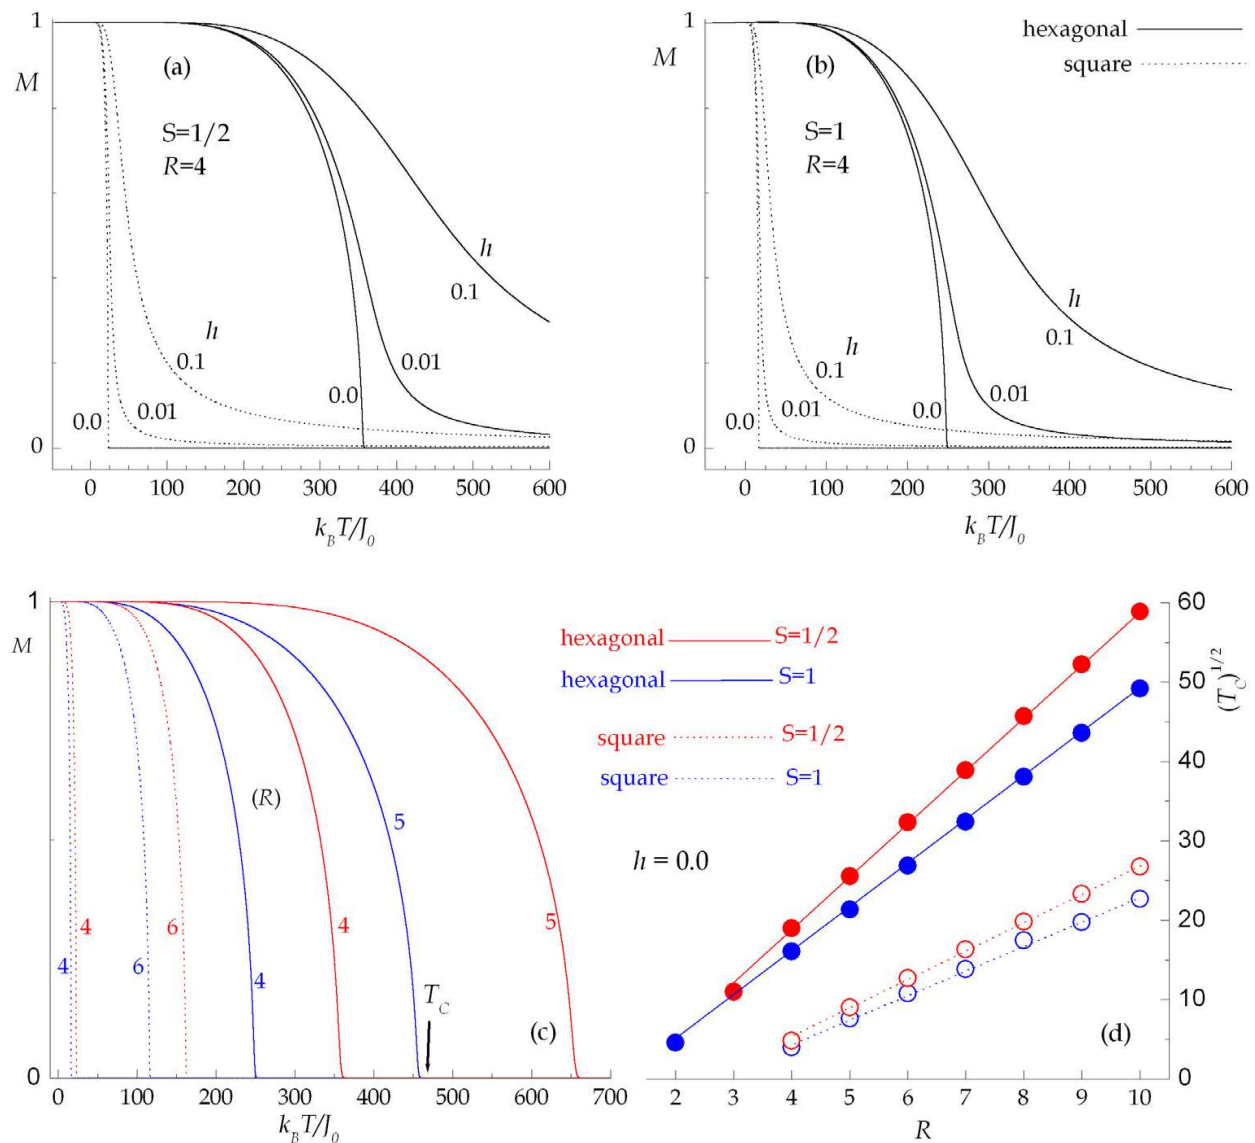 1
M
(a)
S=1/2
R=4
h
0.1
h
0.1
0.01
0.0
0.01
0.0
0
0 100 200 300 400 500 600
k_B T/J_0
1
M
(b)
S=1
R=4
hexagonal
square
h
0.1
h
0.1
0.01
0.0
0.01
0.0
0
0 100 200 300 400 500 600
k_B T/J_0
1
M
(R)
5
4 6 4 5
4 6 4
T_C
(c)
0
0 100 200 300 400 500 600 700
k_B T/J_0
hexagonal S=1/2
hexagonal S=1
square S=1/2
square S=1
h = 0.0
(d)
60
50
40
30
20
10
0
(T_C)^{1/2}
2 3 4 5 6 7 8 9 10
R